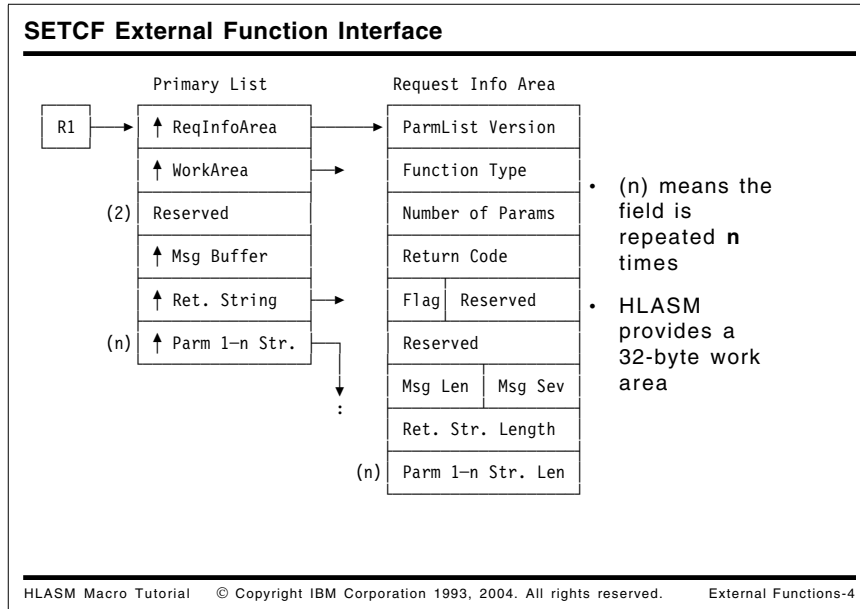 SETCF External Function Interface
Primary List
R1
↑ ReqInfoArea
↑ WorkArea
(2) Reserved
↑ Msg Buffer
↑ Ret. String
(n) ↑ Parm 1–n Str.
:
Request Info Area
ParmList Version
Function Type
Number of Params
Return Code
Flag Reserved
Reserved
Msg Len Msg Sev
Ret. Str. Length
(n) Parm 1–n Str. Len
• (n) means the
field is
repeated n
times
• HLASM
provides a
32-byte work
area
HLASM Macro Tutorial © Copyright IBM Corporation 1993, 2004. All rights reserved. External Functions-4